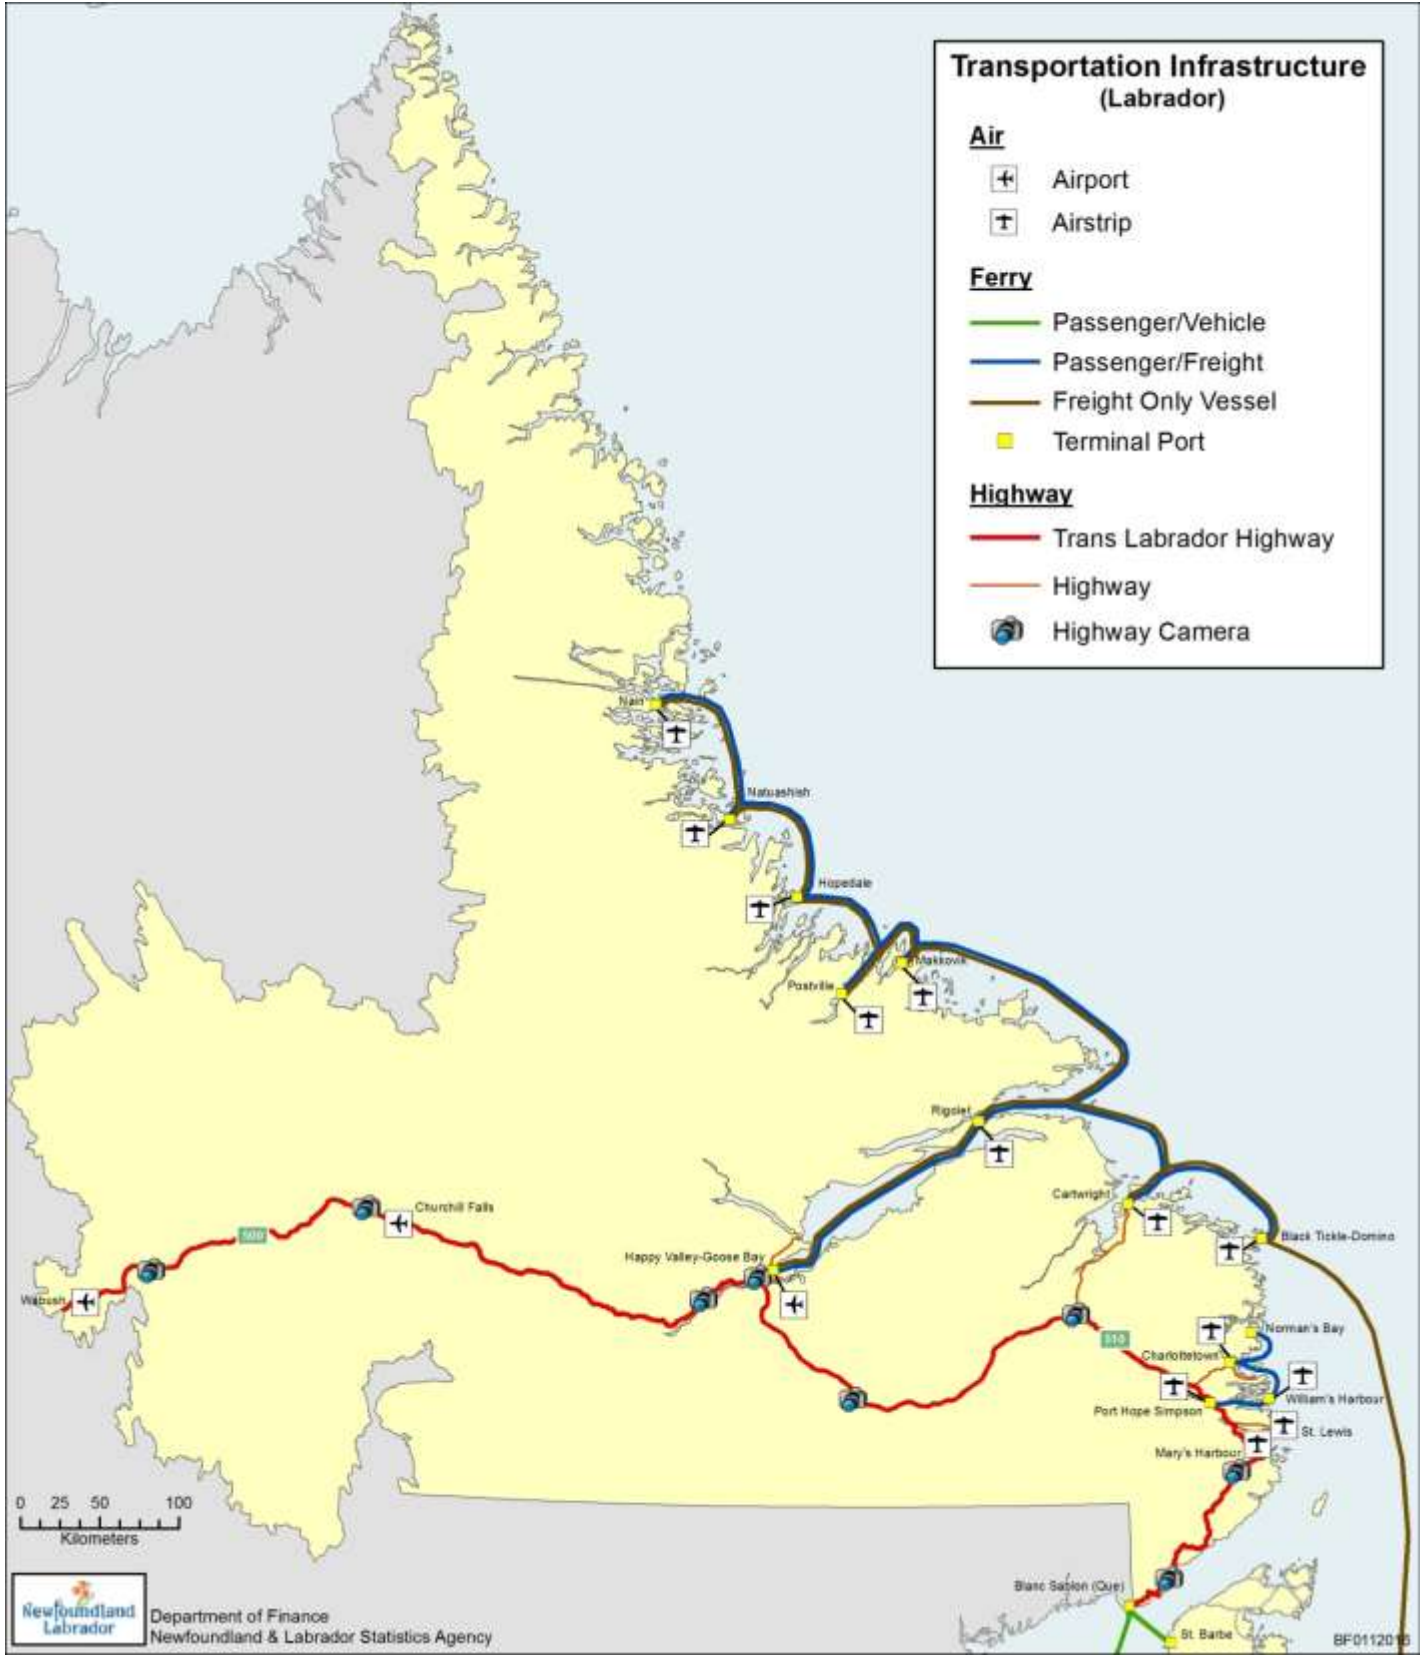 Transportation Infrastructure
(Labrador)
Air
Airport
Airstrip
Ferry
Passenger/Vehicle
Passenger/Freight
Freight Only Vessel
Terminal Port
Highway
Trans Labrador Highway
Highway
Highway Camera
Nain
Natuashish
Hopedale
Makkovik
Postville
Rigolet
Cartwright
Churchill Falls
500
Happy Valley-Goose Bay
Black Tickle-Domino
Wabush
Norman's Bay
510
Charlottetown
William's Harbour
Port Hope Simpson
St. Lewis
Mary's Harbour
0 25 50 100
Kilometers
Blanc Sablon (Que)
St. Barbe
Newfoundland
Labrador
Department of Finance
Newfoundland & Labrador Statistics Agency
BF0112016